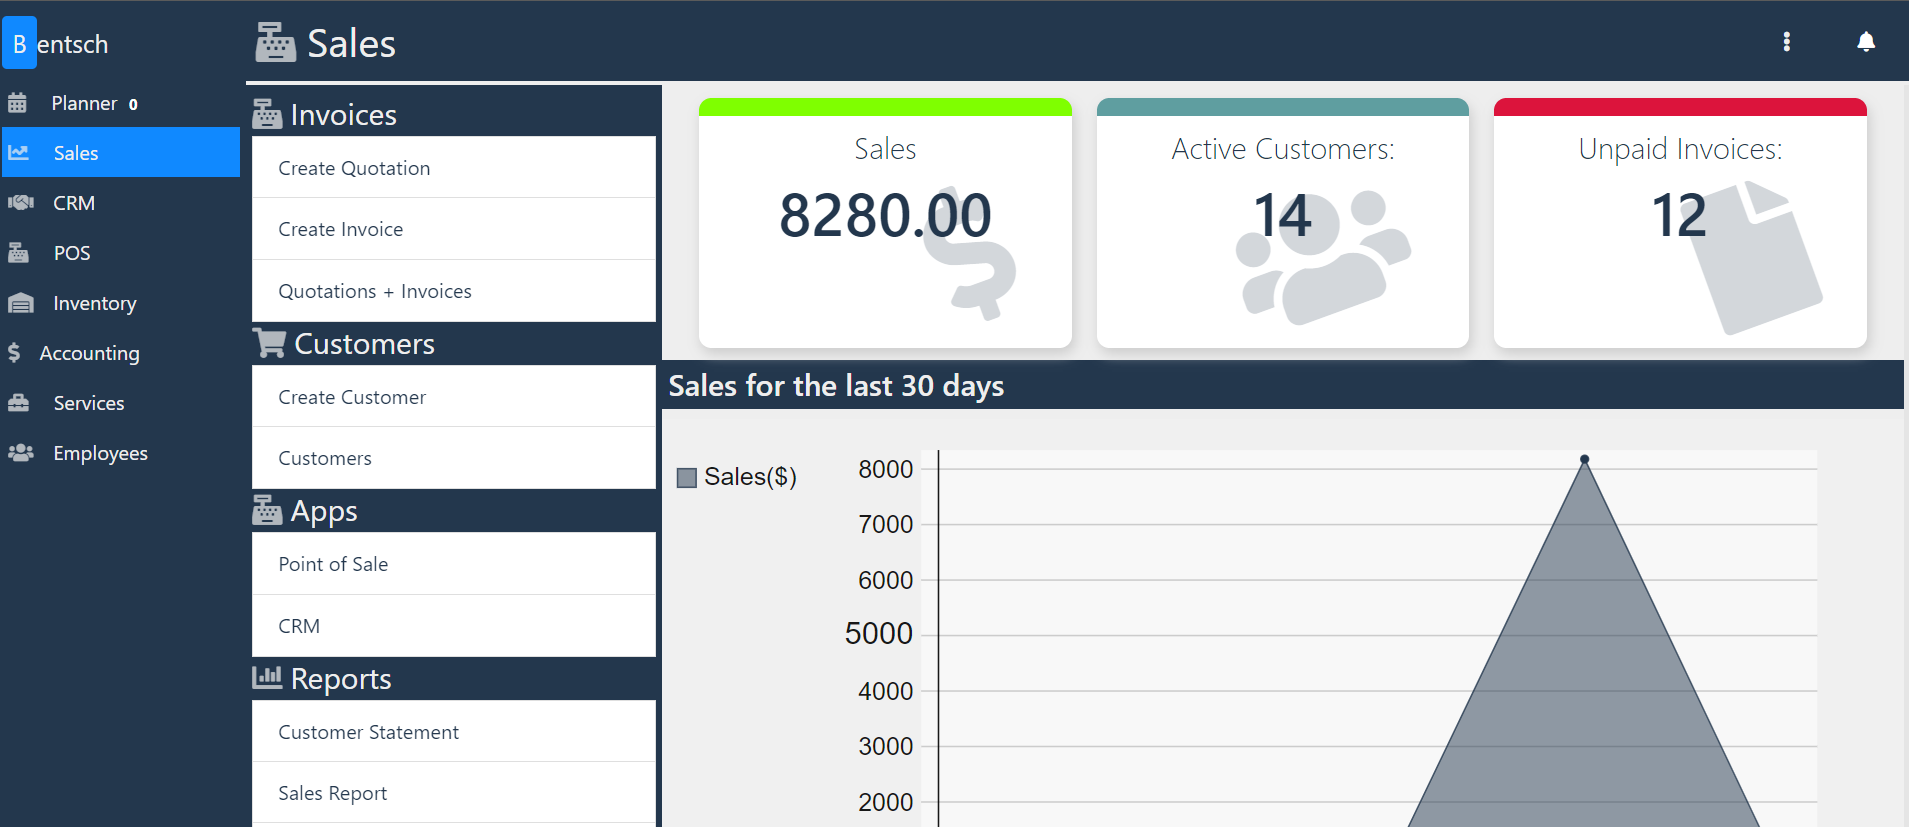 Bentsch
Planner 0
Sales
CRM
POS
Inventory
Accounting
Services
Employees
Sales
Invoices
Create Quotation
Create Invoice
Quotations + Invoices
Customers
Create Customer
Customers
Apps
Point of Sale
CRM
Reports
Customer Statement
Sales Report
Sales
8280.00
Active Customers:
14
Unpaid Invoices:
12
Sales for the last 30 days
Sales($)
8000
7000
6000
5000
4000
3000
2000